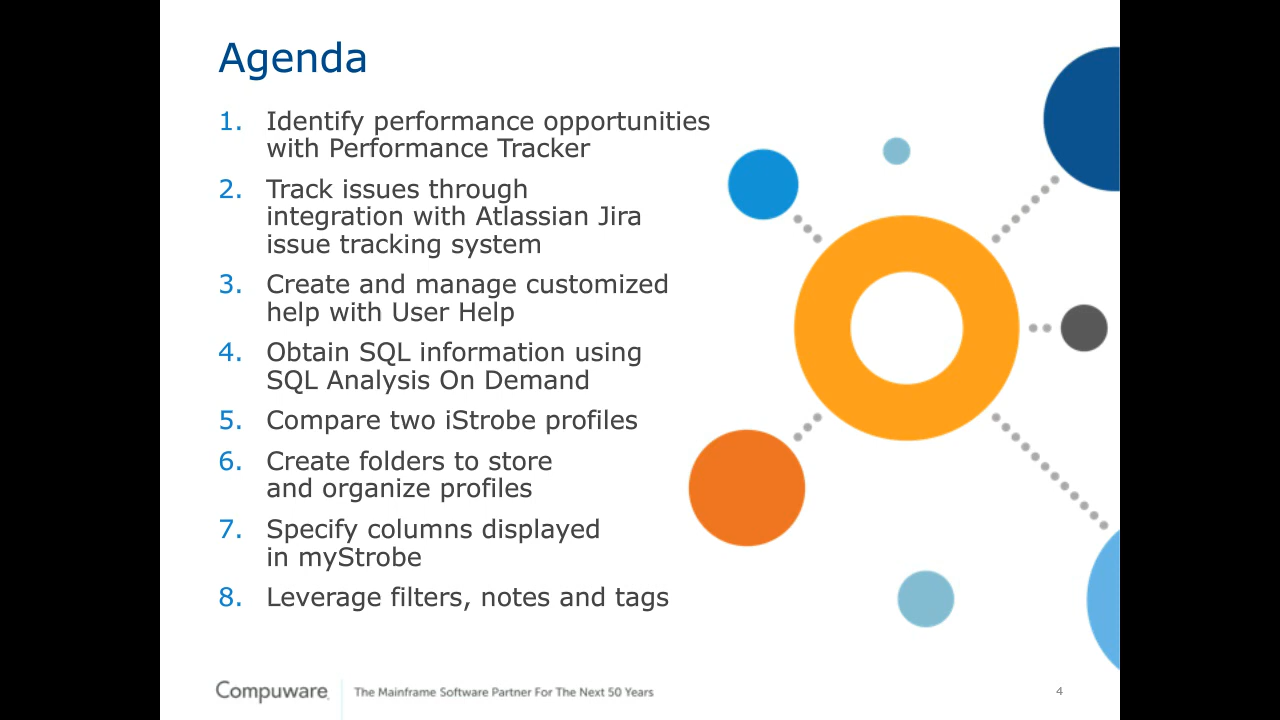 Agenda
1. Identify performance opportunities
with Performance Tracker
2. Track issues through
integration with Atlassian Jira
issue tracking system
3. Create and manage customized
help with User Help
4. Obtain SQL information using
SQL Analysis On Demand
5. Compare two iStrobe profiles
6. Create folders to store
and organize profiles
7. Specify columns displayed
in myStrobe
8. Leverage filters, notes and tags
Compuware. The Mainframe Software Partner For The Next 50 Years
4